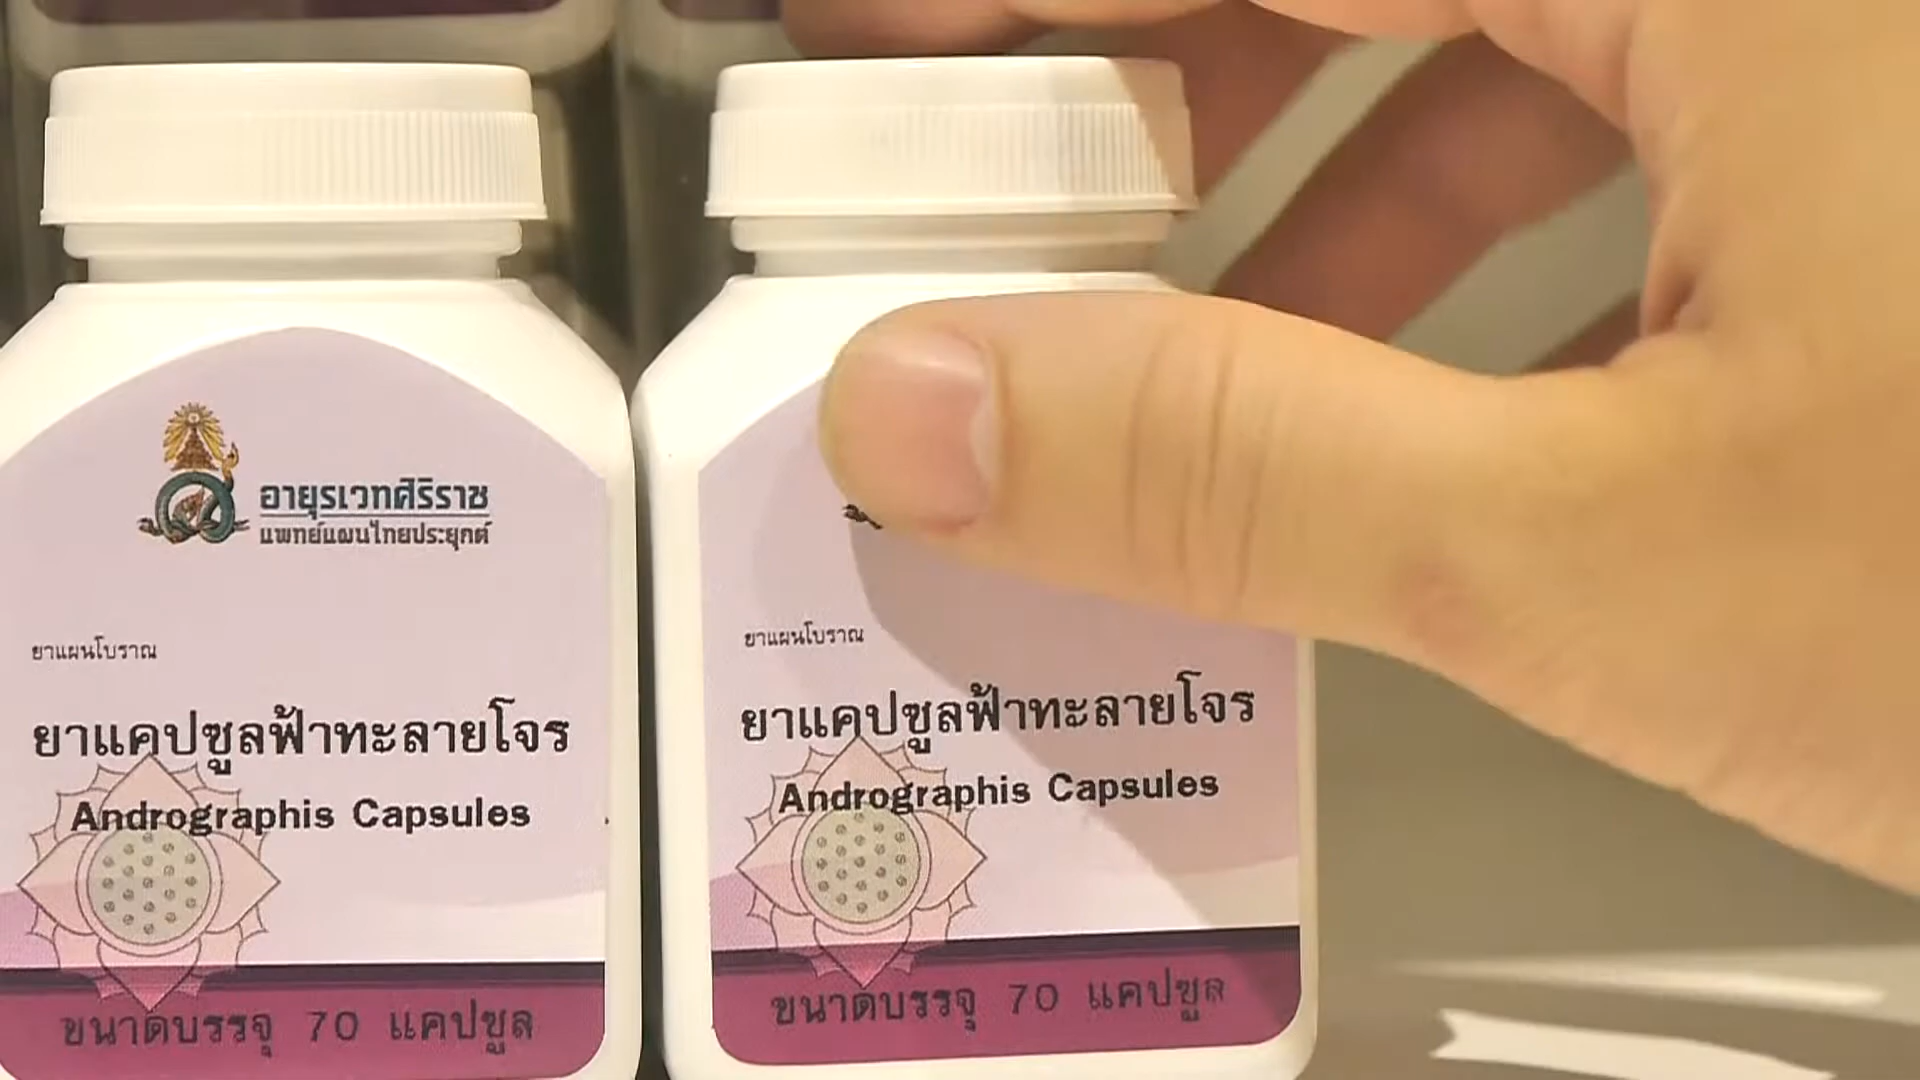 อายุรเวทศิริราช
แพทย์แผนไทยประยุกต์
ยาแผนโบราณ
ยาแคปซูลฟ้าทะลายโจร
Andrographis Capsules
ขนาดบรรจุ 70 แคปซูล
ยาแผนโบราณ
ยาแคปซูลฟ้าทะลายโจร
Andrographis Capsules
ขนาดบรรจุ 70 แคปซูล